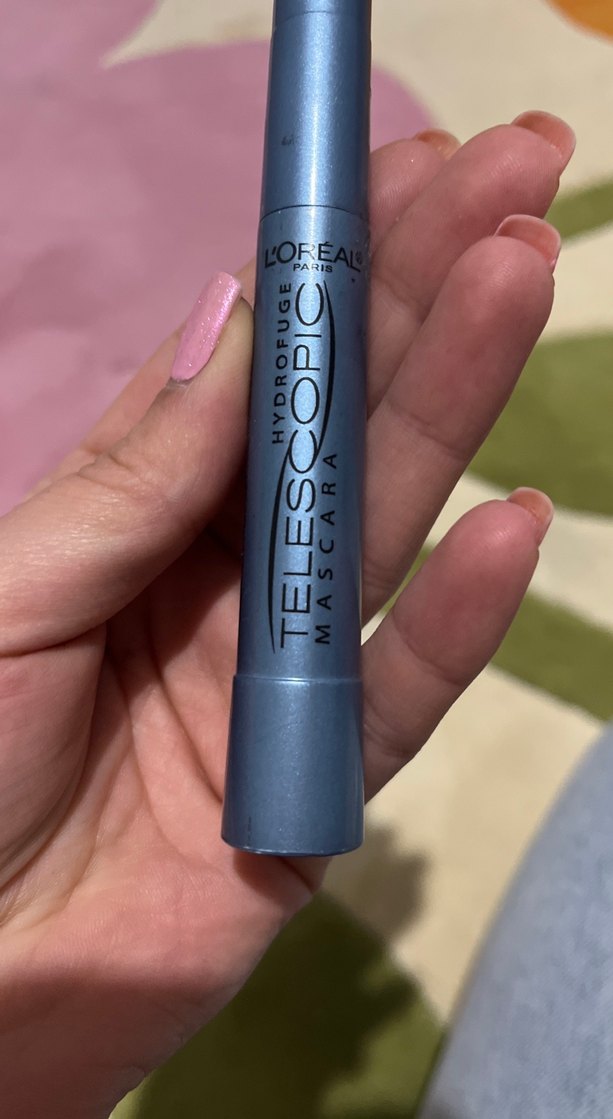 L'ORÉAL®
PARIS
HYDROFUGE
TELESCOPIC
MASCARA